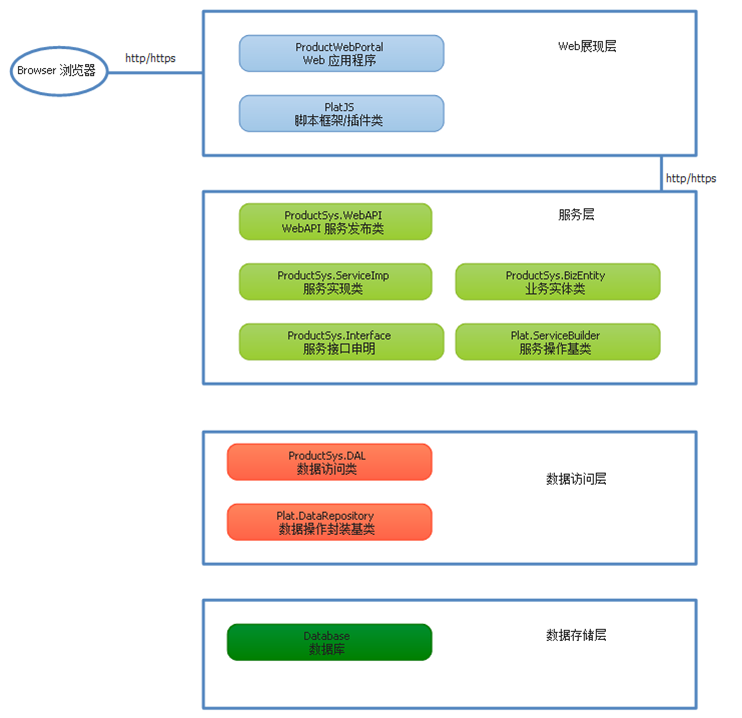 Browser 浏览器
http/https
Web展现层
ProductWebPortal
Web 应用程序
PlatJS
脚本框架/插件类
http/https
服务层
ProductSys.WebAPI
WebAPI 服务发布类
ProductSys.ServiceImp
服务实现类
ProductSys.BizEntity
业务实体类
ProductSys.Interface
服务接口申明
Plat.ServiceBuilder
服务操作基类
数据访问层
ProductSys.DAL
数据访问类
Plat.DataRepository
数据操作封装基类
数据存储层
Database
数据库